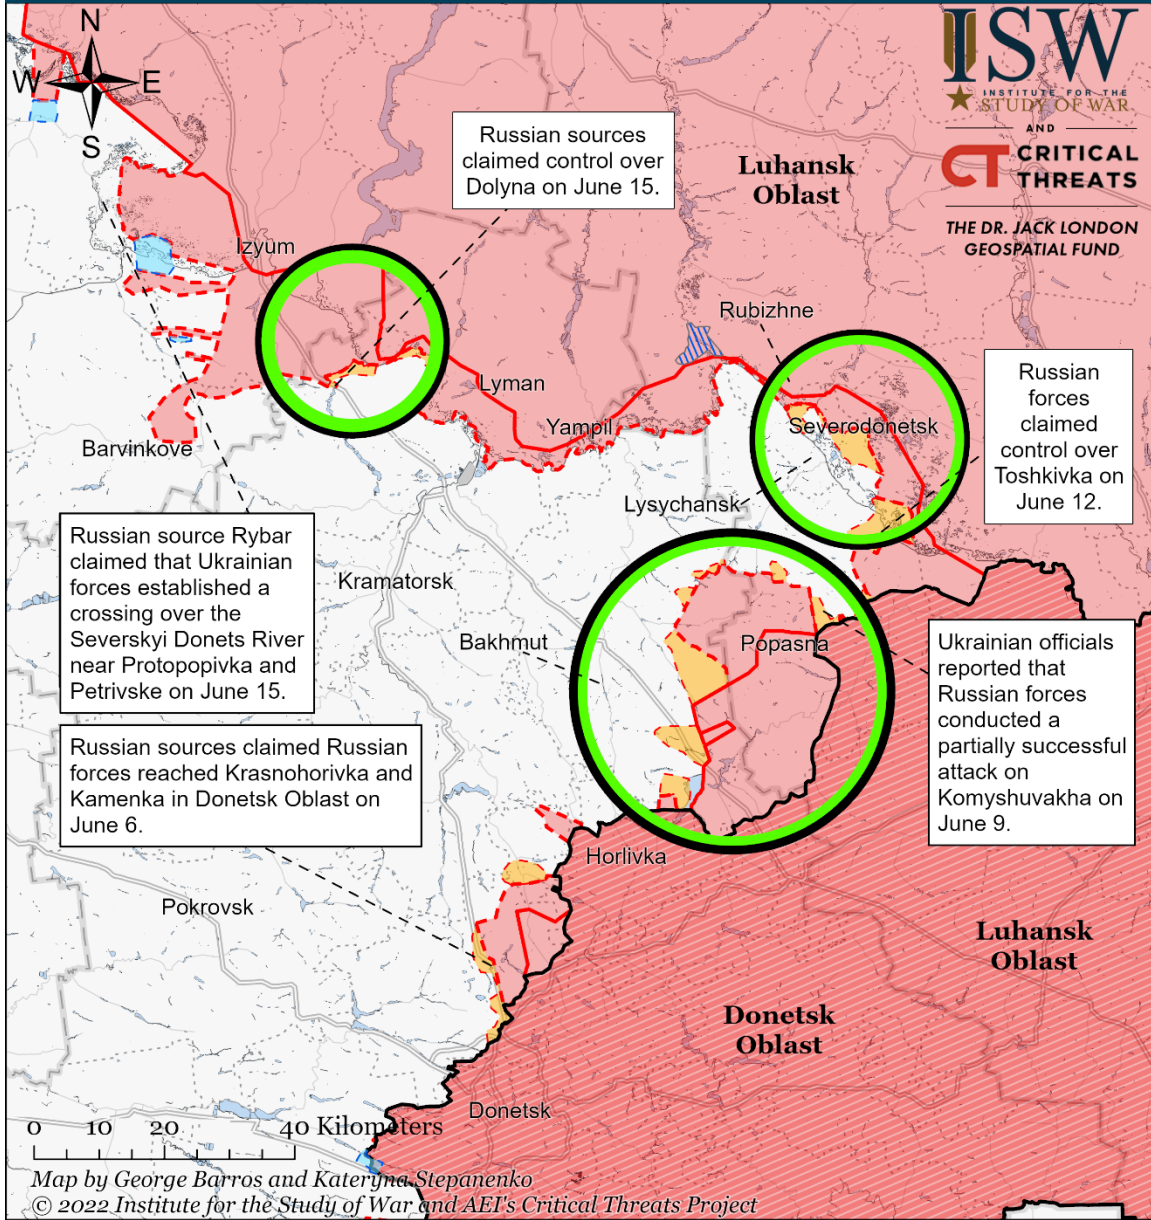 N
W E
S
ISW
INSTITUTE FOR THE
STUDY OF WAR
AND
CT CRITICAL
THREATS
THE DR. JACK LONDON
GEOSPATIAL FUND
Russian sources
claimed control over
Dolyna on June 15.
Luhansk
Oblast
Izyum
Rubizhne
Lyman
Yampil
Severodonetsk
Russian
forces
claimed
control over
Toshkivka on
June 12.
Barvinkove
Lysychansk
Russian source Rybar
claimed that Ukrainian
forces established a
crossing over the
Severskyi Donets River
near Protopopivka and
Petrivske on June 15.
Kramatorsk
Bakhmut
Popasna
Ukrainian officials
reported that
Russian forces
conducted a
partially successful
attack on
Komyshuvakha on
June 9.
Russian sources claimed Russian
forces reached Krasnohorivka and
Kamenka in Donetsk Oblast on
June 6.
Horlivka
Pokrovsk
Luhansk
Oblast
Donetsk
Oblast
Donetsk
0 10 20 40 Kilometers
Map by George Barros and Kateryna Stepanenko
© 2022 Institute for the Study of War and AEI's Critical Threats Project